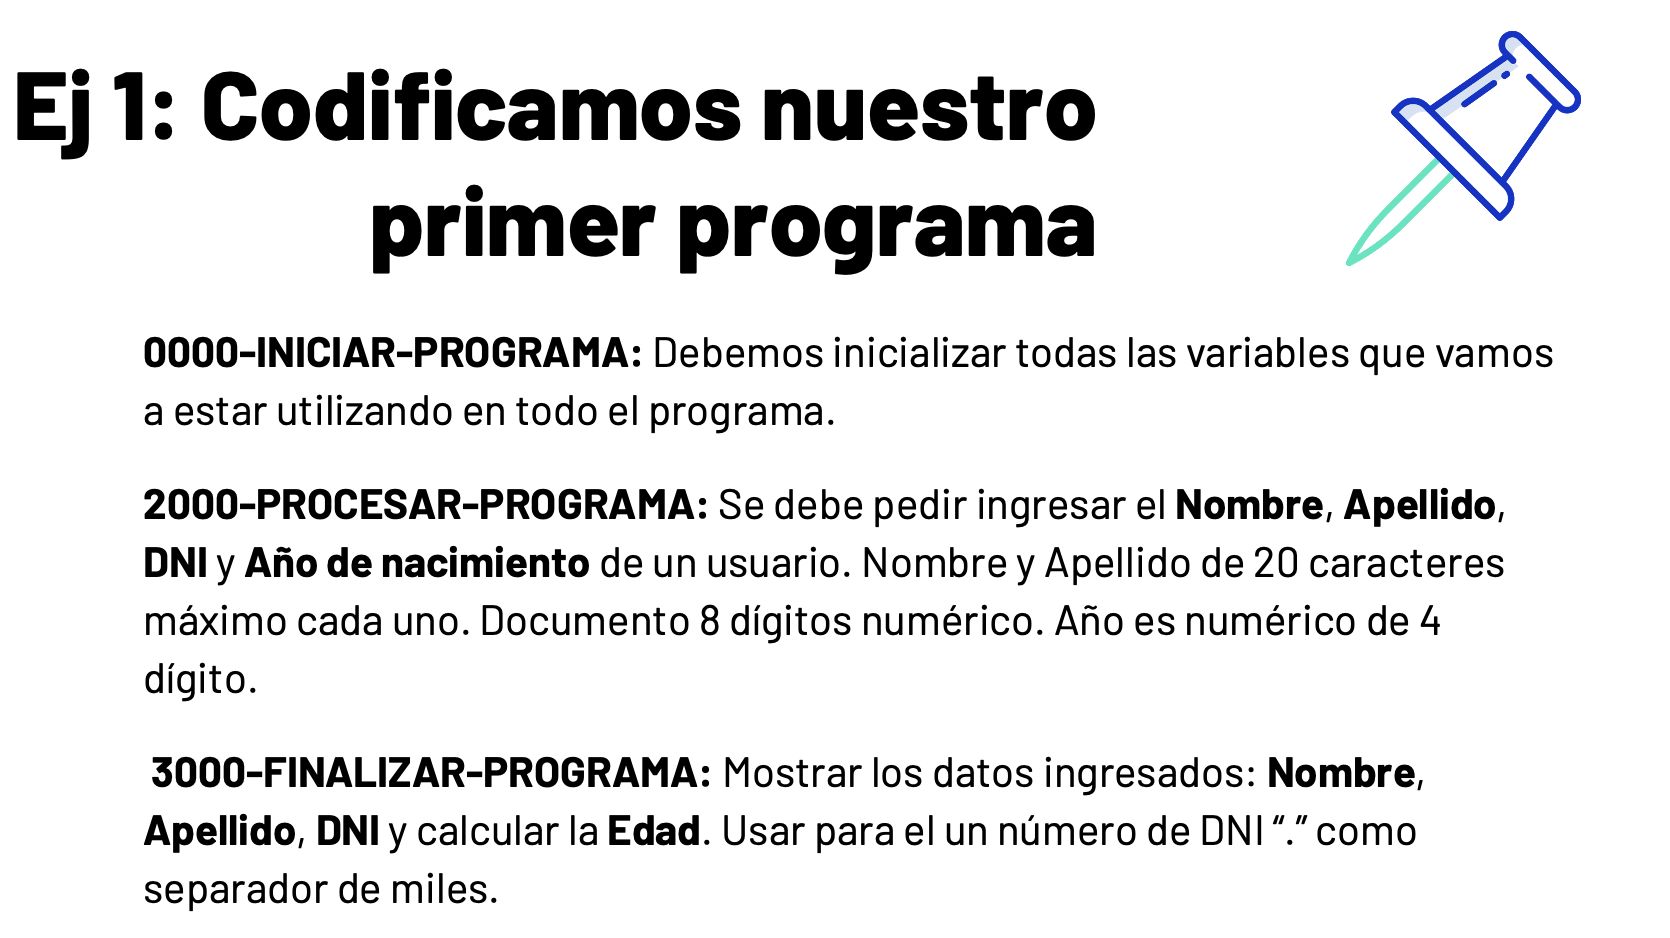 Ej 1: Codificamos nuestro
primer programa
0000-INICIAR-PROGRAMA: Debemos inicializar todas las variables que vamos
a estar utilizando en todo el programa.
2000-PROCESAR-PROGRAMA: Se debe pedir ingresar el Nombre, Apellido,
DNI y Año de nacimiento de un usuario. Nombre y Apellido de 20 caracteres
máximo cada uno. Documento 8 dígitos numérico. Año es numérico de 4
dígito.
3000-FINALIZAR-PROGRAMA: Mostrar los datos ingresados: Nombre,
Apellido, DNI y calcular la Edad. Usar para el un número de DNI “.” como
separador de miles.